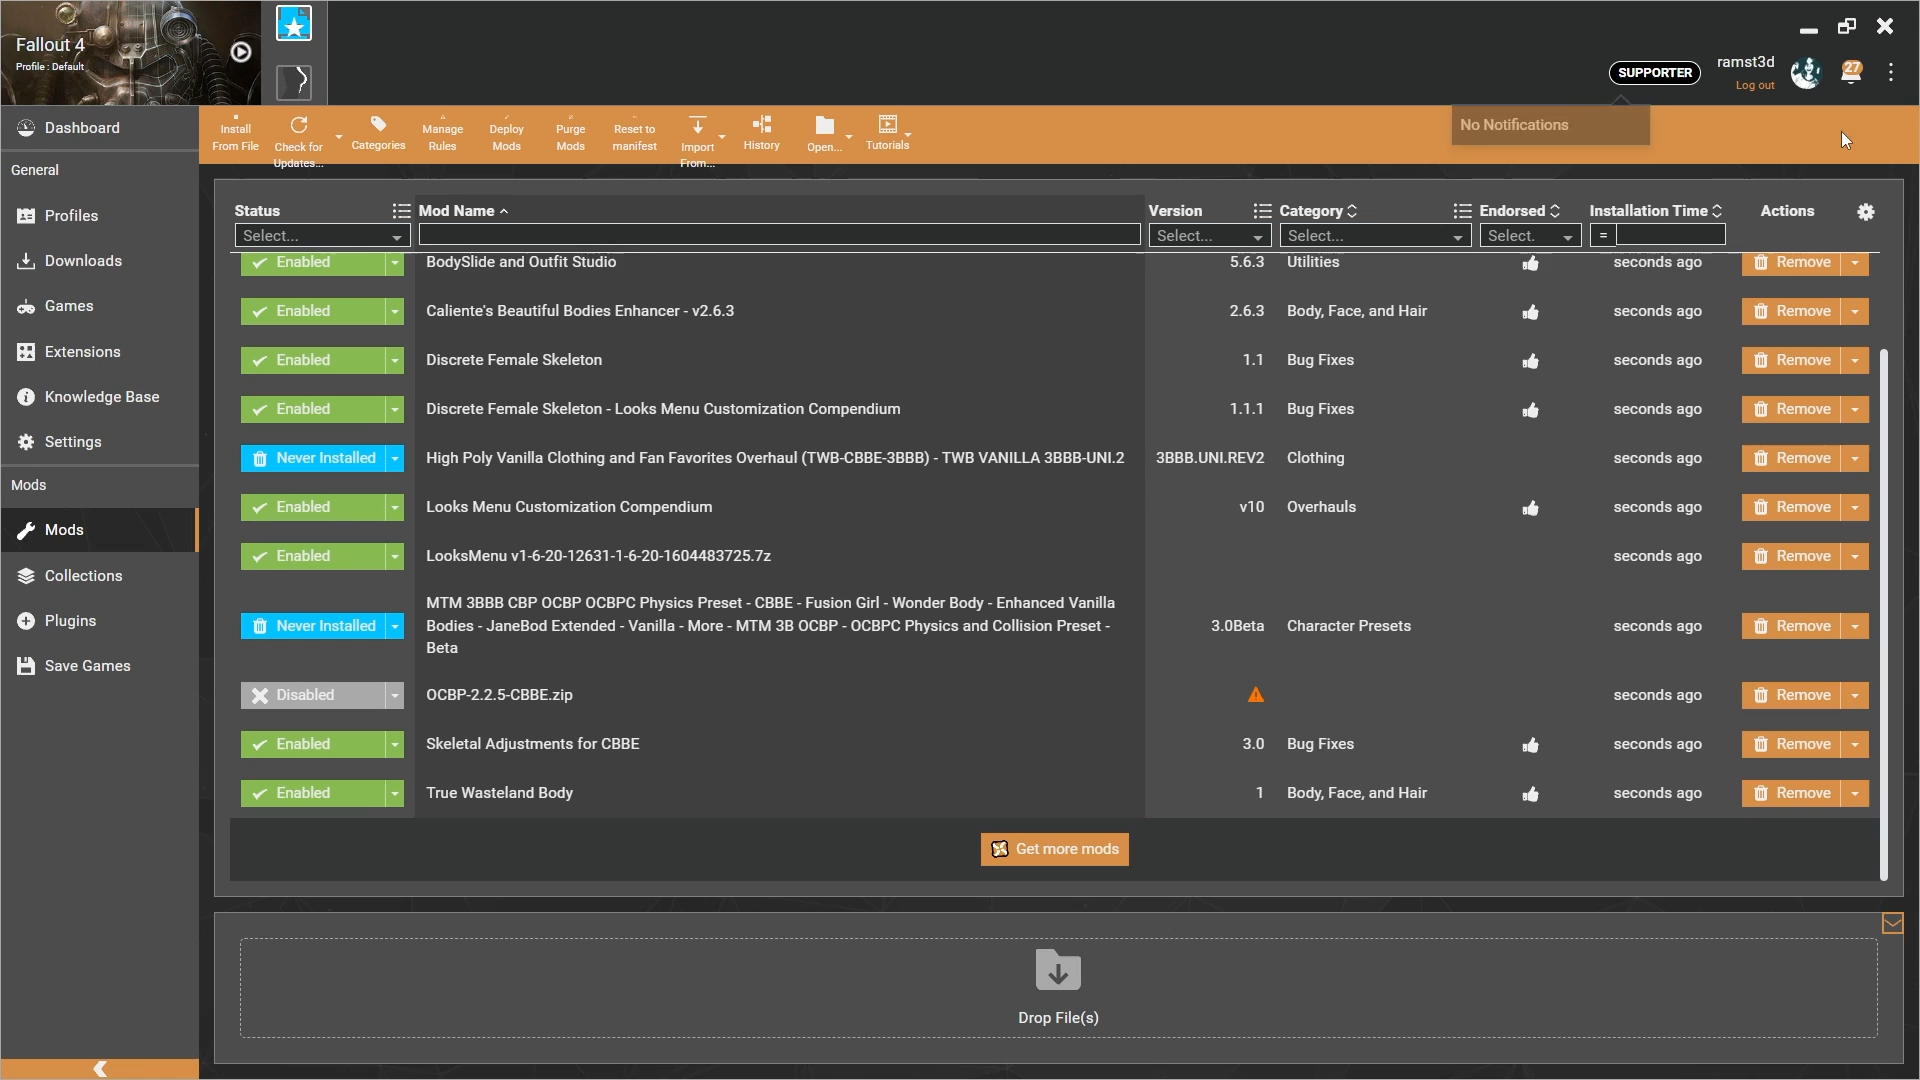 Fallout 4
Profile : Default
SUPPORTER
ramst3d
Log out
27
No Notifications
Install From File
Check for Updates...
Categories
Manage Rules
Deploy Mods
Purge Mods
Reset to manifest
Import From...
History
Open...
Tutorials
Dashboard
General
Profiles
Downloads
Games
Extensions
Knowledge Base
Settings
Mods
Mods
Collections
Plugins
Save Games
Status Mod Name Version Category Endorsed Installation Time Actions
Select... Select... Select... Select. =
Enabled BodySlide and Outfit Studio 5.6.3 Utilities seconds ago Remove
Enabled Caliente's Beautiful Bodies Enhancer - v2.6.3 2.6.3 Body, Face, and Hair seconds ago Remove
Enabled Discrete Female Skeleton 1.1 Bug Fixes seconds ago Remove
Enabled Discrete Female Skeleton - Looks Menu Customization Compendium 1.1.1 Bug Fixes seconds ago Remove
Never Installed High Poly Vanilla Clothing and Fan Favorites Overhaul (TWB-CBBE-3BBB) - TWB VANILLA 3BBB-UNI.2 3BBB.UNI.REV2 Clothing seconds ago Remove
Enabled Looks Menu Customization Compendium v10 Overhauls seconds ago Remove
Enabled LooksMenu v1-6-20-12631-1-6-20-1604483725.7z seconds ago Remove
MTM 3BBB CBP OCBP OCBPC Physics Preset - CBBE - Fusion Girl - Wonder Body - Enhanced Vanilla
Never Installed Bodies - JaneBod Extended - Vanilla - More - MTM 3B OCBP - OCBPC Physics and Collision Preset - 3.0Beta Character Presets seconds ago Remove
Beta
Disabled OCBP-2.2.5-CBBE.zip seconds ago Remove
Enabled Skeletal Adjustments for CBBE 3.0 Bug Fixes seconds ago Remove
Enabled True Wasteland Body 1 Body, Face, and Hair seconds ago Remove
Get more mods
Drop File(s)